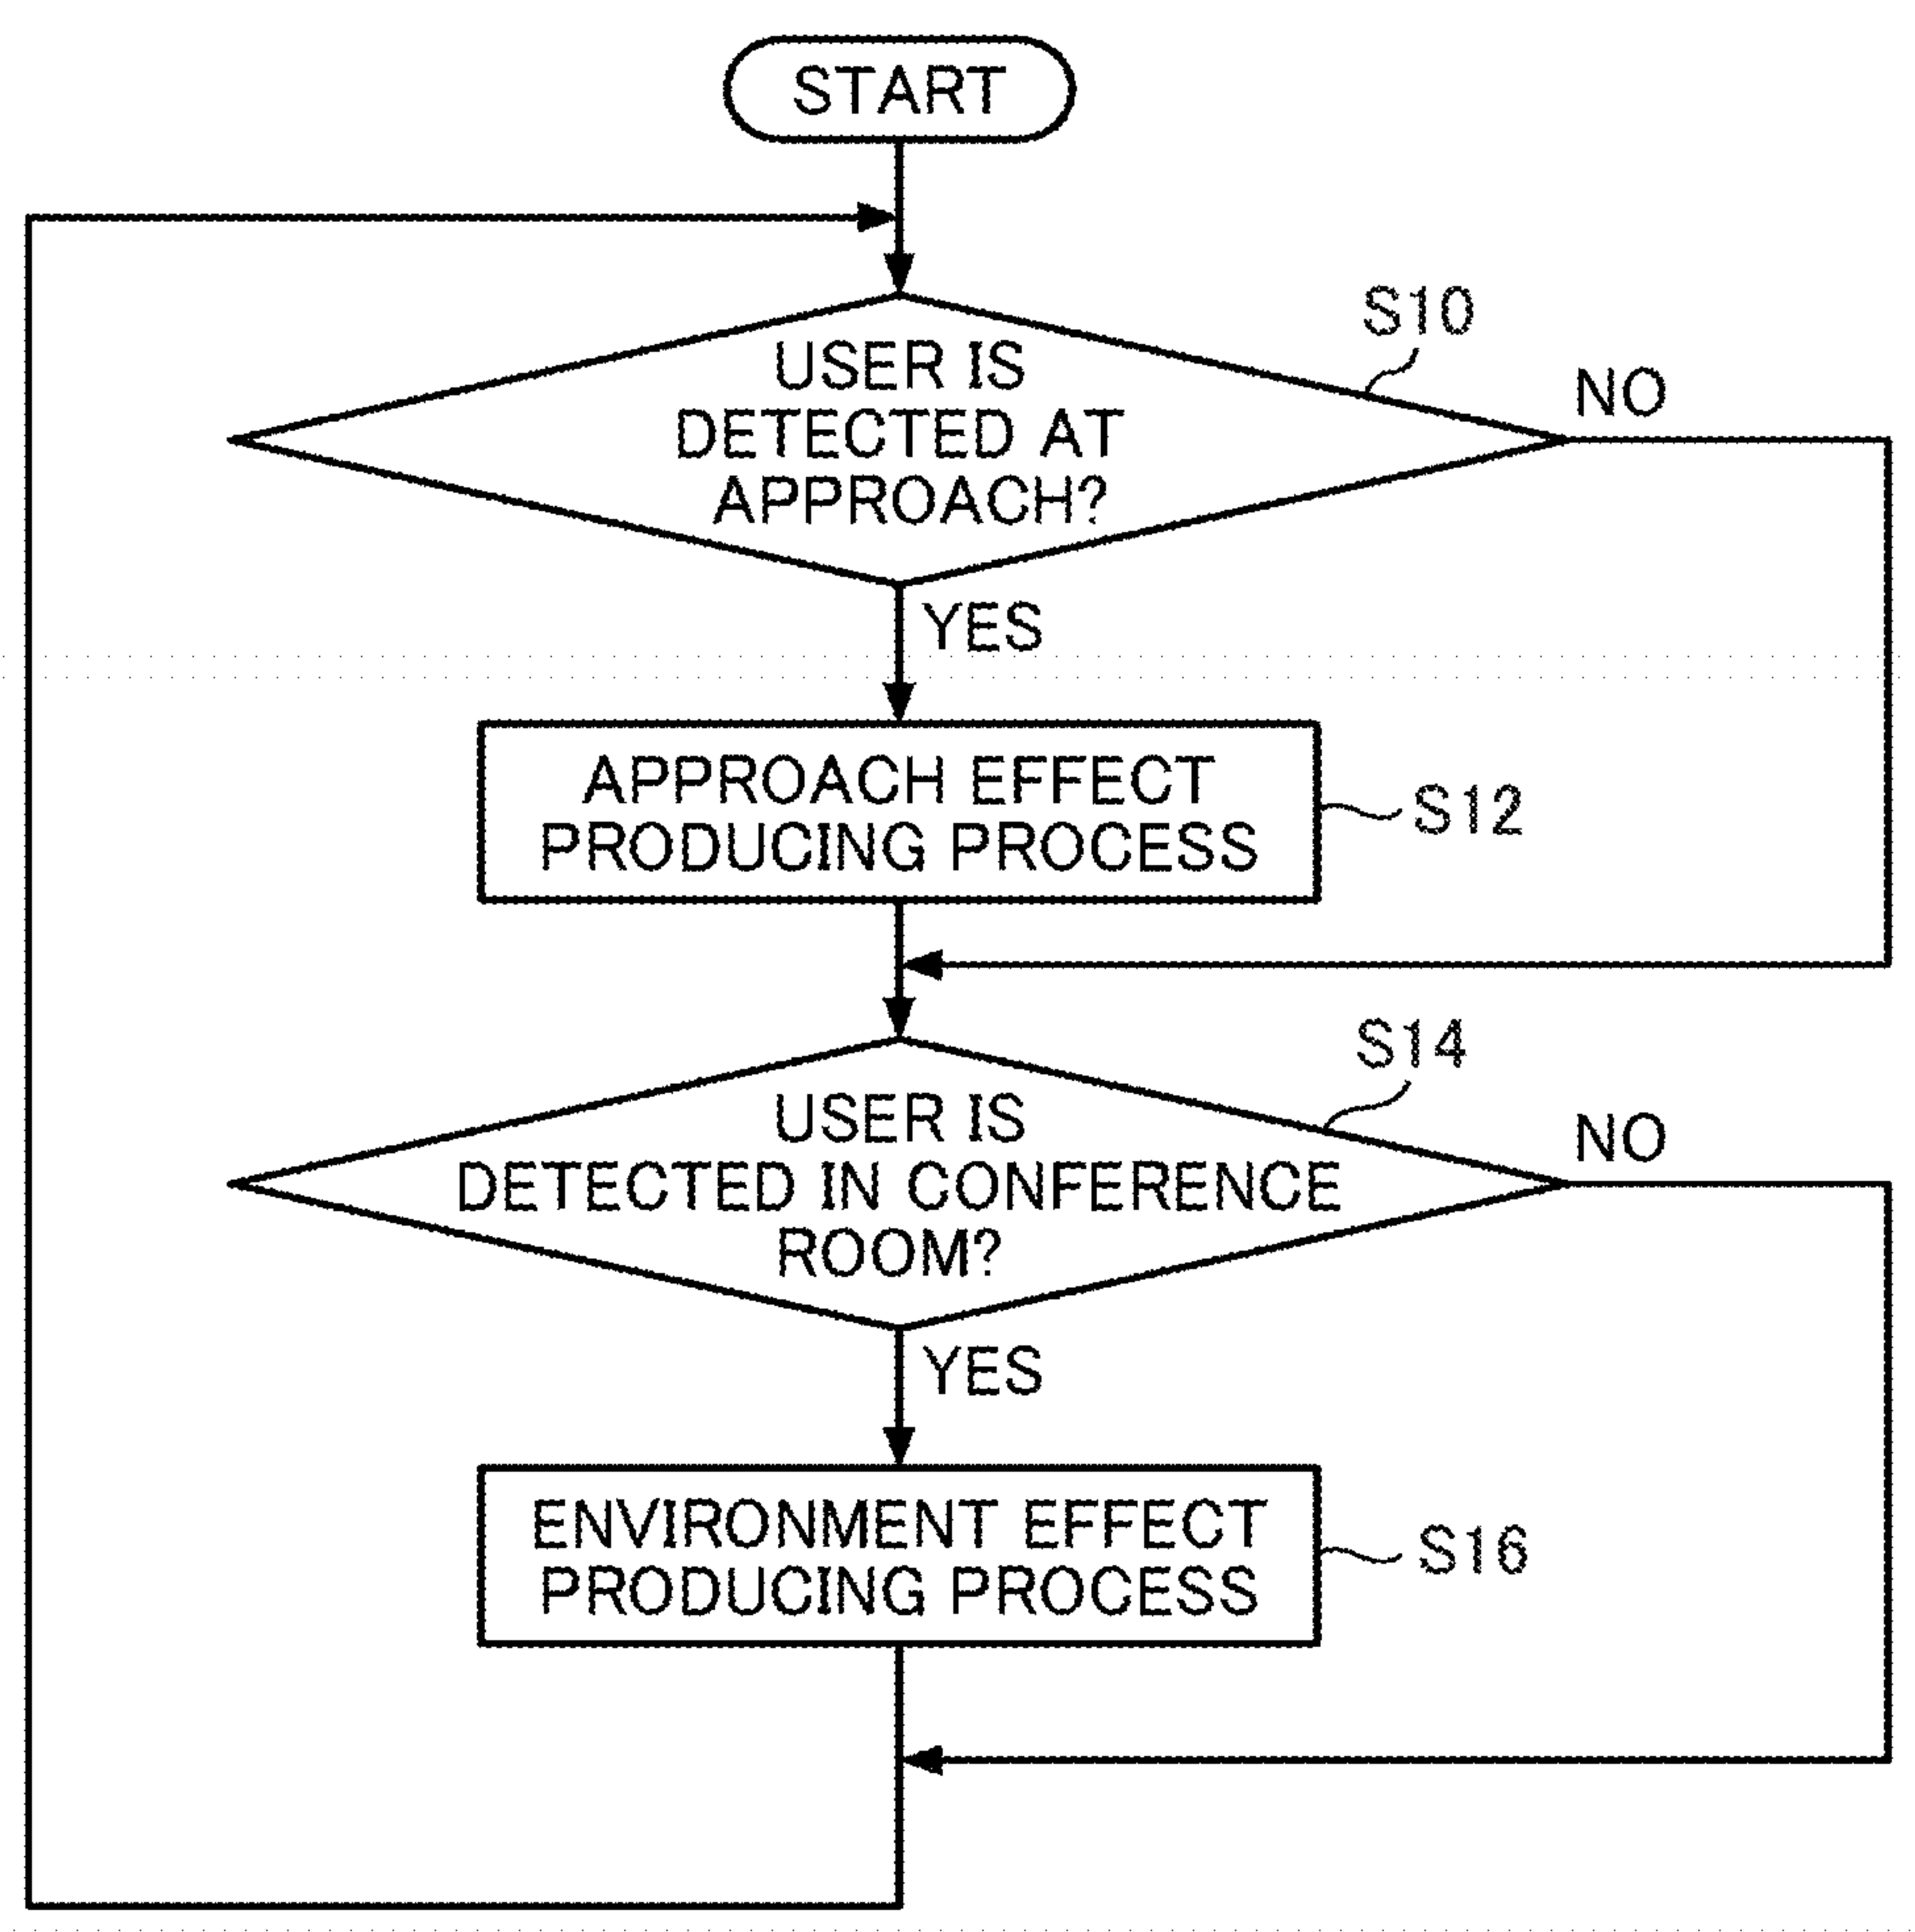 START
S10
USER IS
DETECTED AT
APPROACH?
NO
YES
APPROACH EFFECT
PRODUCING PROCESS
S12
S14
USER IS
DETECTED IN CONFERENCE
ROOM?
NO
YES
ENVIRONMENT EFFECT
PRODUCING PROCESS
S16